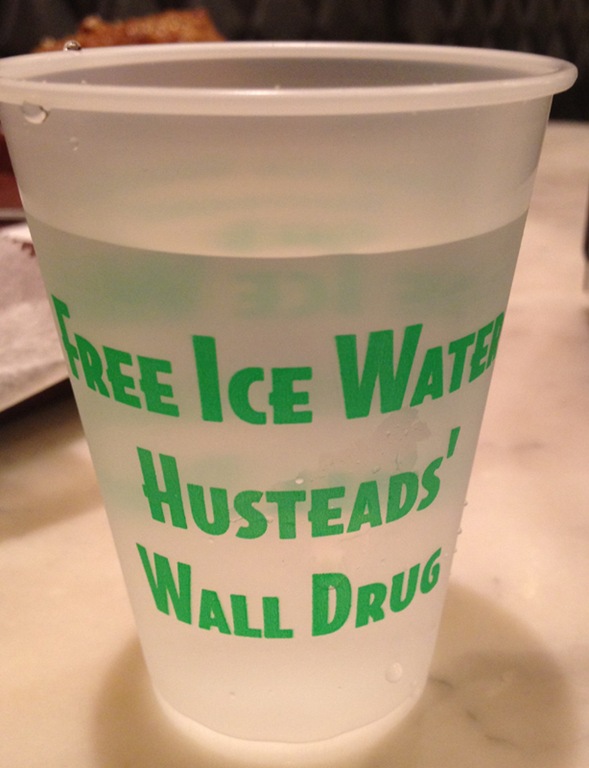 Free Ice Water
Husteads'
Wall Drug